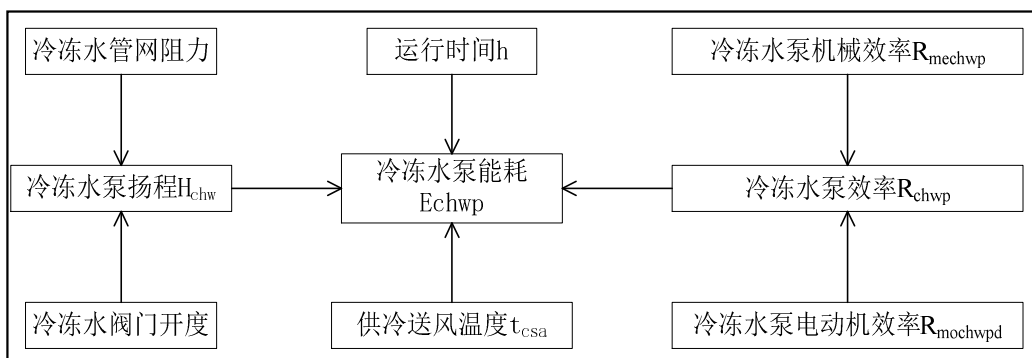 冷冻水管网阻力
运行时间h
冷冻水泵机械效率Rmechwp
冷冻水泵扬程Hchw
冷冻水泵能耗
Echwp
冷冻水泵效率Rchwp
冷冻水阀门开度
供冷送风温度tcsa
冷冻水泵电动机效率Rmochwpd